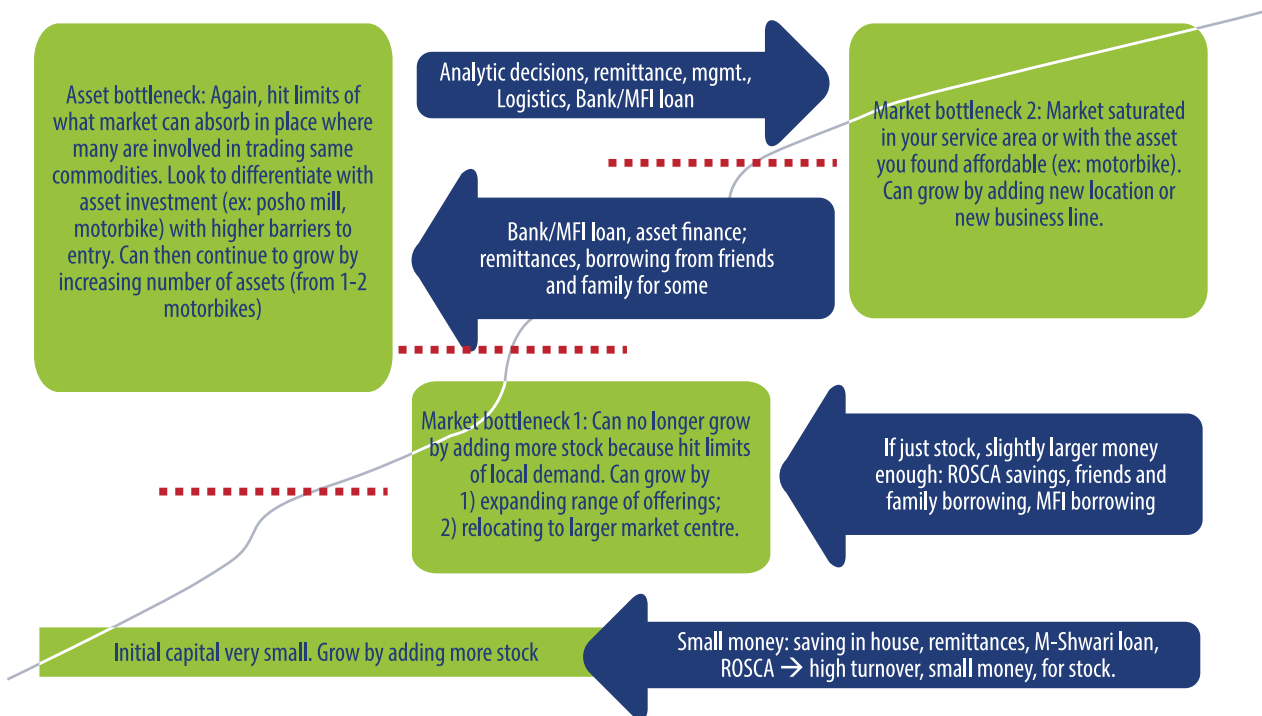 Asset bottleneck: Again, hit limits of
what market can absorb in place where
many are involved in trading same
commodities. Look to differentiate with
asset investment (ex: posho mill,
motorbike) with higher barriers to
entry. Can then continue to grow by
increasing number of assets (from 1-2
motorbikes)
Analytic decisions, remittance, mgmt.,
Logistics, Bank/MFI loan
Market bottleneck 2: Market saturated
in your service area or with the asset
you found affordable (ex: motorbike).
Can grow by adding new location or
new business line.
Bank/MFI loan, asset finance;
remittances, borrowing from friends
and family for some
Market bottleneck 1: Can no longer grow
by adding more stock because hit limits
of local demand. Can grow by
1) expanding range of offerings;
2) relocating to larger market centre.
If just stock, slightly larger money
enough: ROSCA savings, friends and
family borrowing, MFI borrowing
Initial capital very small. Grow by adding more stock
Small money: saving in house, remittances, M-Shwari loan,
ROSCA → high turnover, small money, for stock.